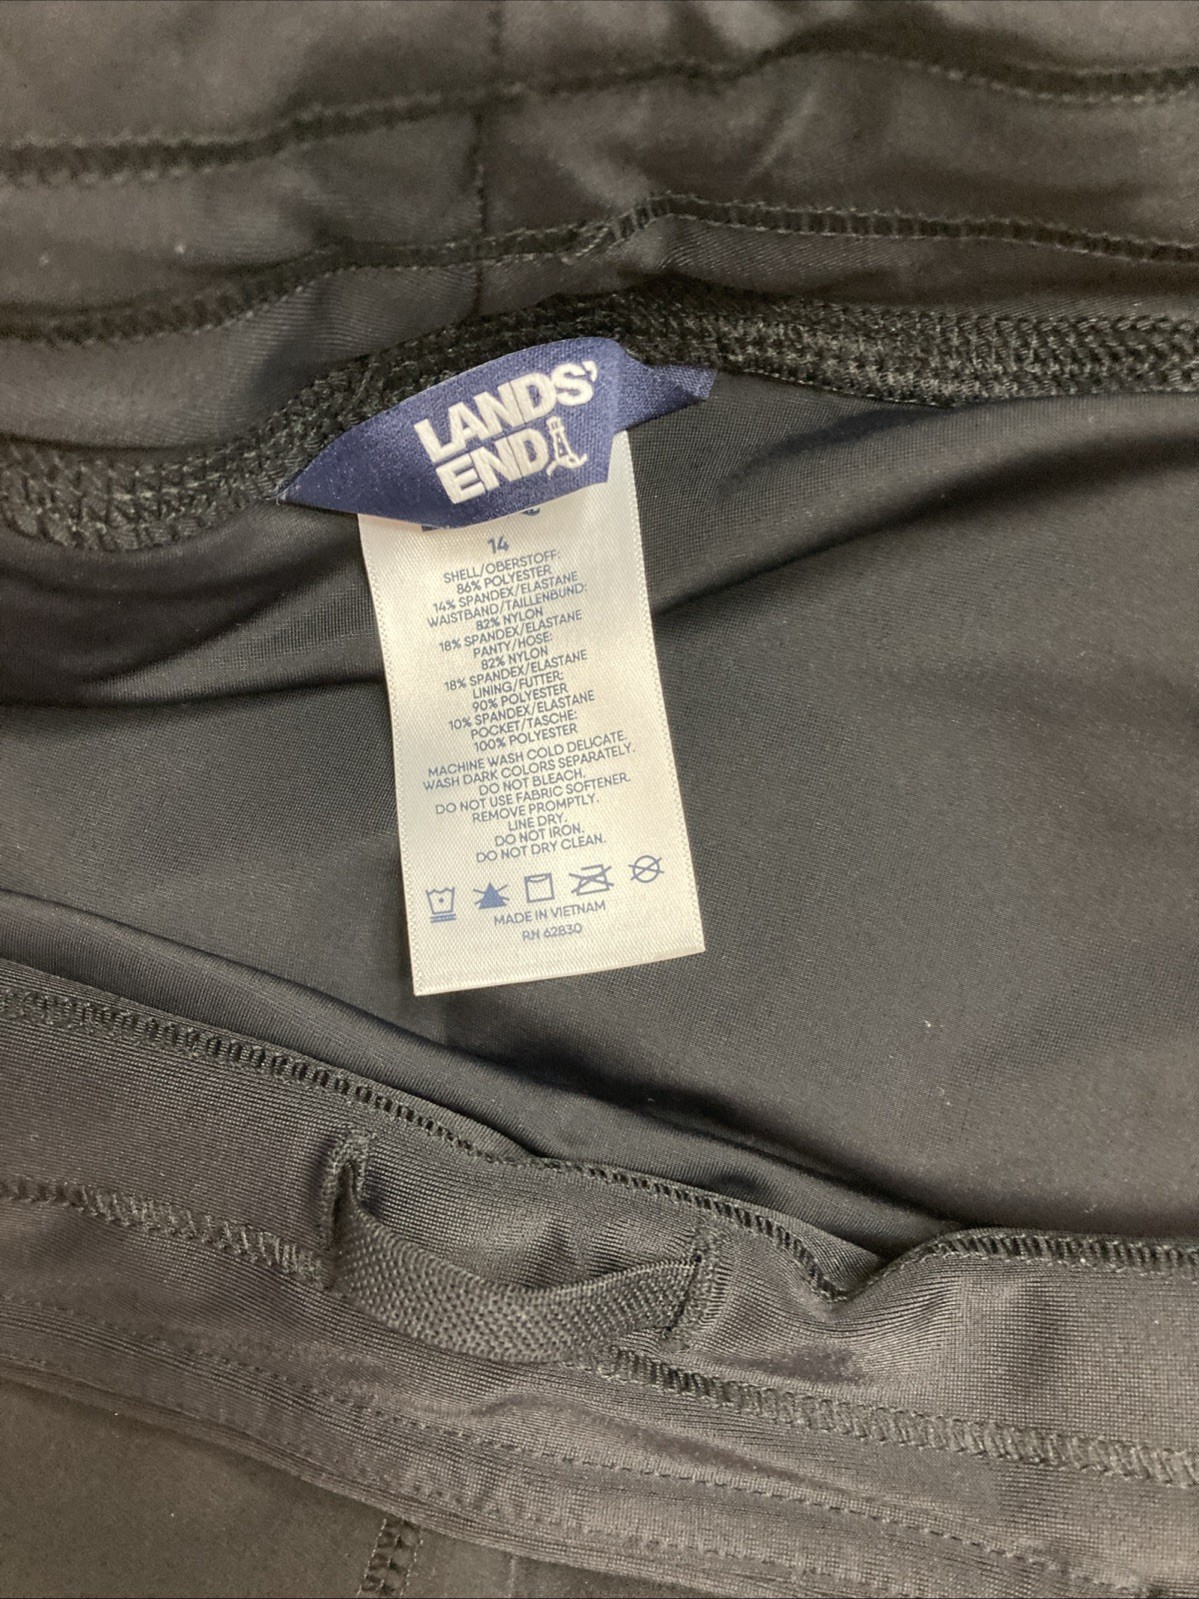 LANDS'
END
14
SHELL/OBERSTOFF:
86% POLYESTER
14% SPANDEX/ELASTANE
WAISTBAND/TAILLENBUND:
82% NYLON
18% SPANDEX/ELASTANE
PANTY/HOSE:
82% NYLON
18% SPANDEX/ELASTANE
LINING/FUTTER:
90% POLYESTER
10% SPANDEX/ELASTANE
POCKET/TASCHE:
100% POLYESTER
MACHINE WASH COLD DELICATE.
WASH DARK COLORS SEPARATELY.
DO NOT BLEACH.
DO NOT USE FABRIC SOFTENER.
REMOVE PROMPTLY.
LINE DRY.
DO NOT IRON.
DO NOT DRY CLEAN.
MADE IN VIETNAM
RN 62830